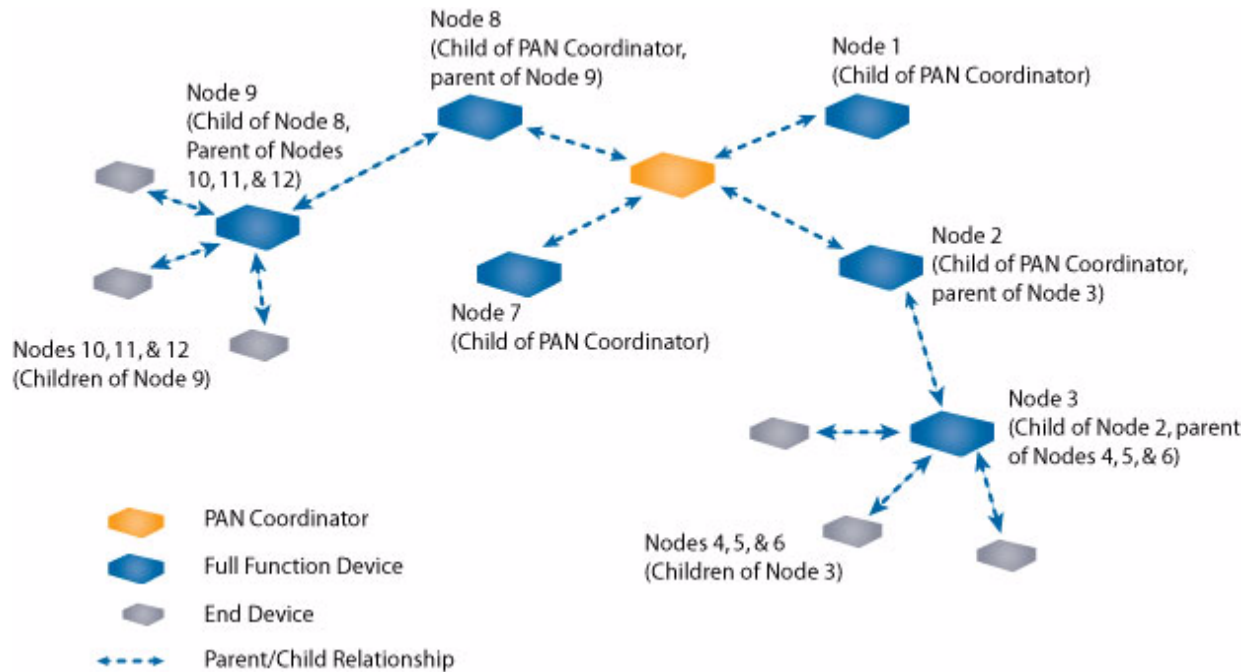 Node 8
(Child of PAN Coordinator,
parent of Node 9)
Node 1
(Child of PAN Coordinator)
Node 9
(Child of Node 8,
Parent of Nodes
10, 11, & 12)
Node 2
(Child of PAN Coordinator,
parent of Node 3)
Node 7
(Child of PAN Coordinator)
Nodes 10, 11, & 12
(Children of Node 9)
Node 3
(Child of Node 2, parent
of Nodes 4, 5, & 6)
Nodes 4, 5, & 6
(Children of Node 3)
PAN Coordinator
Full Function Device
End Device
Parent/Child Relationship